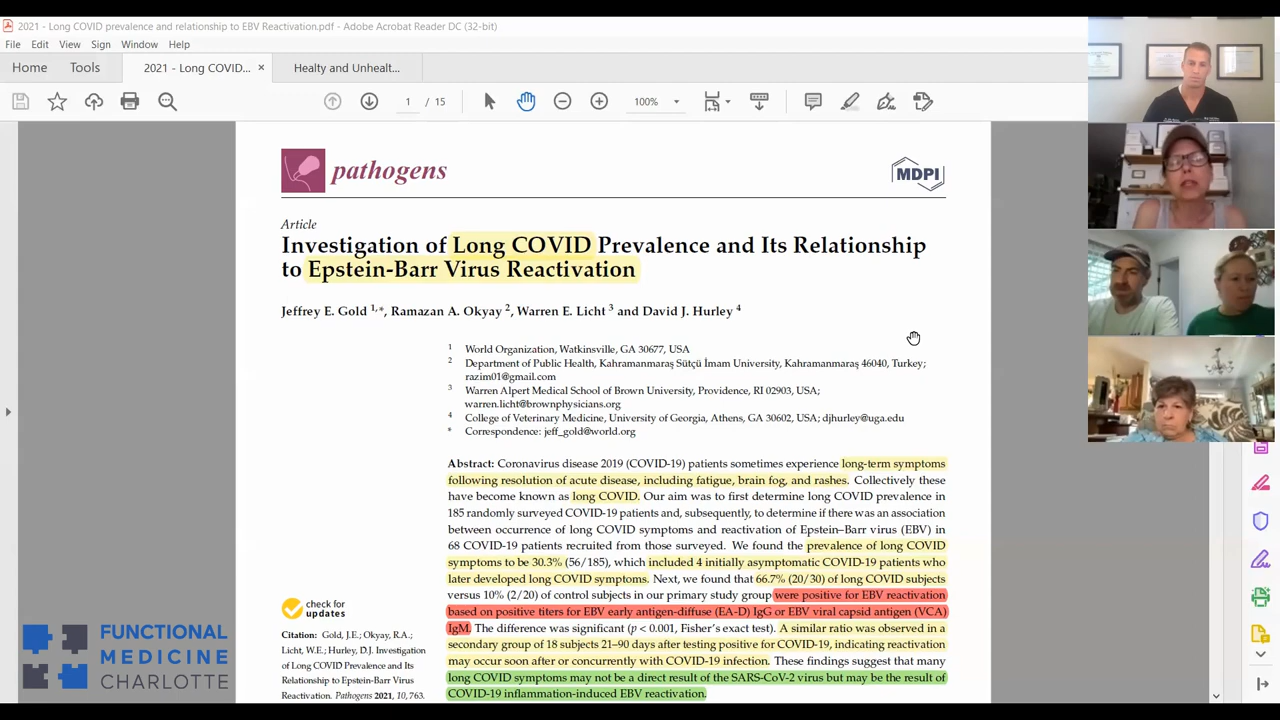 2021 - Long COVID prevalence and relationship to EBV Reactivation.pdf - Adobe Acrobat Reader DC (32-bit)
File Edit View Sign Window Help
Home Tools 2021 - Long COVID... × Healty and Unhealt...
1 / 15 100%
pathogens
MDPI
Article
Investigation of Long COVID Prevalence and Its Relationship
to Epstein-Barr Virus Reactivation
Jeffrey E. Gold 1,*, Ramazan A. Okyay 2, Warren E. Licht 3 and David J. Hurley 4
1 World Organization, Watkinsville, GA 30677, USA
2 Department of Public Health, Kahramanmaraş Sütçü İmam University, Kahramanmaraş 46040, Turkey;
razim01@gmail.com
3 Warren Alpert Medical School of Brown University, Providence, RI 02903, USA;
warren.licht@brownphysicians.org
4 College of Veterinary Medicine, University of Georgia, Athens, GA 30602, USA; djhurley@uga.edu
* Correspondence: jeff_gold@world.org
Abstract: Coronavirus disease 2019 (COVID-19) patients sometimes experience long-term symptoms
following resolution of acute disease, including fatigue, brain fog, and rashes. Collectively these
have become known as long COVID. Our aim was to first determine long COVID prevalence in
185 randomly surveyed COVID-19 patients and, subsequently, to determine if there was an association
between occurrence of long COVID symptoms and reactivation of Epstein–Barr virus (EBV) in
68 COVID-19 patients recruited from those surveyed. We found the prevalence of long COVID
symptoms to be 30.3% (56/185), which included 4 initially asymptomatic COVID-19 patients who
later developed long COVID symptoms. Next, we found that 66.7% (20/30) of long COVID subjects
versus 10% (2/20) of control subjects in our primary study group were positive for EBV reactivation
based on positive titers for EBV early antigen-diffuse (EA-D) IgG or EBV viral capsid antigen (VCA)
IgM. The difference was significant (p < 0.001, Fisher's exact test). A similar ratio was observed in a
secondary group of 18 subjects 21–90 days after testing positive for COVID-19, indicating reactivation
may occur soon after or concurrently with COVID-19 infection. These findings suggest that many
long COVID symptoms may not be a direct result of the SARS-CoV-2 virus but may be the result of
COVID-19 inflammation-induced EBV reactivation.
check for
updates
Citation: Gold, J.E.; Okyay, R.A.;
Licht, W.E.; Hurley, D.J. Investigation
of Long COVID Prevalence and Its
Relationship to Epstein-Barr Virus
Reactivation. Pathogens 2021, 10, 763.
FUNCTIONAL
MEDICINE
CHARLOTTE